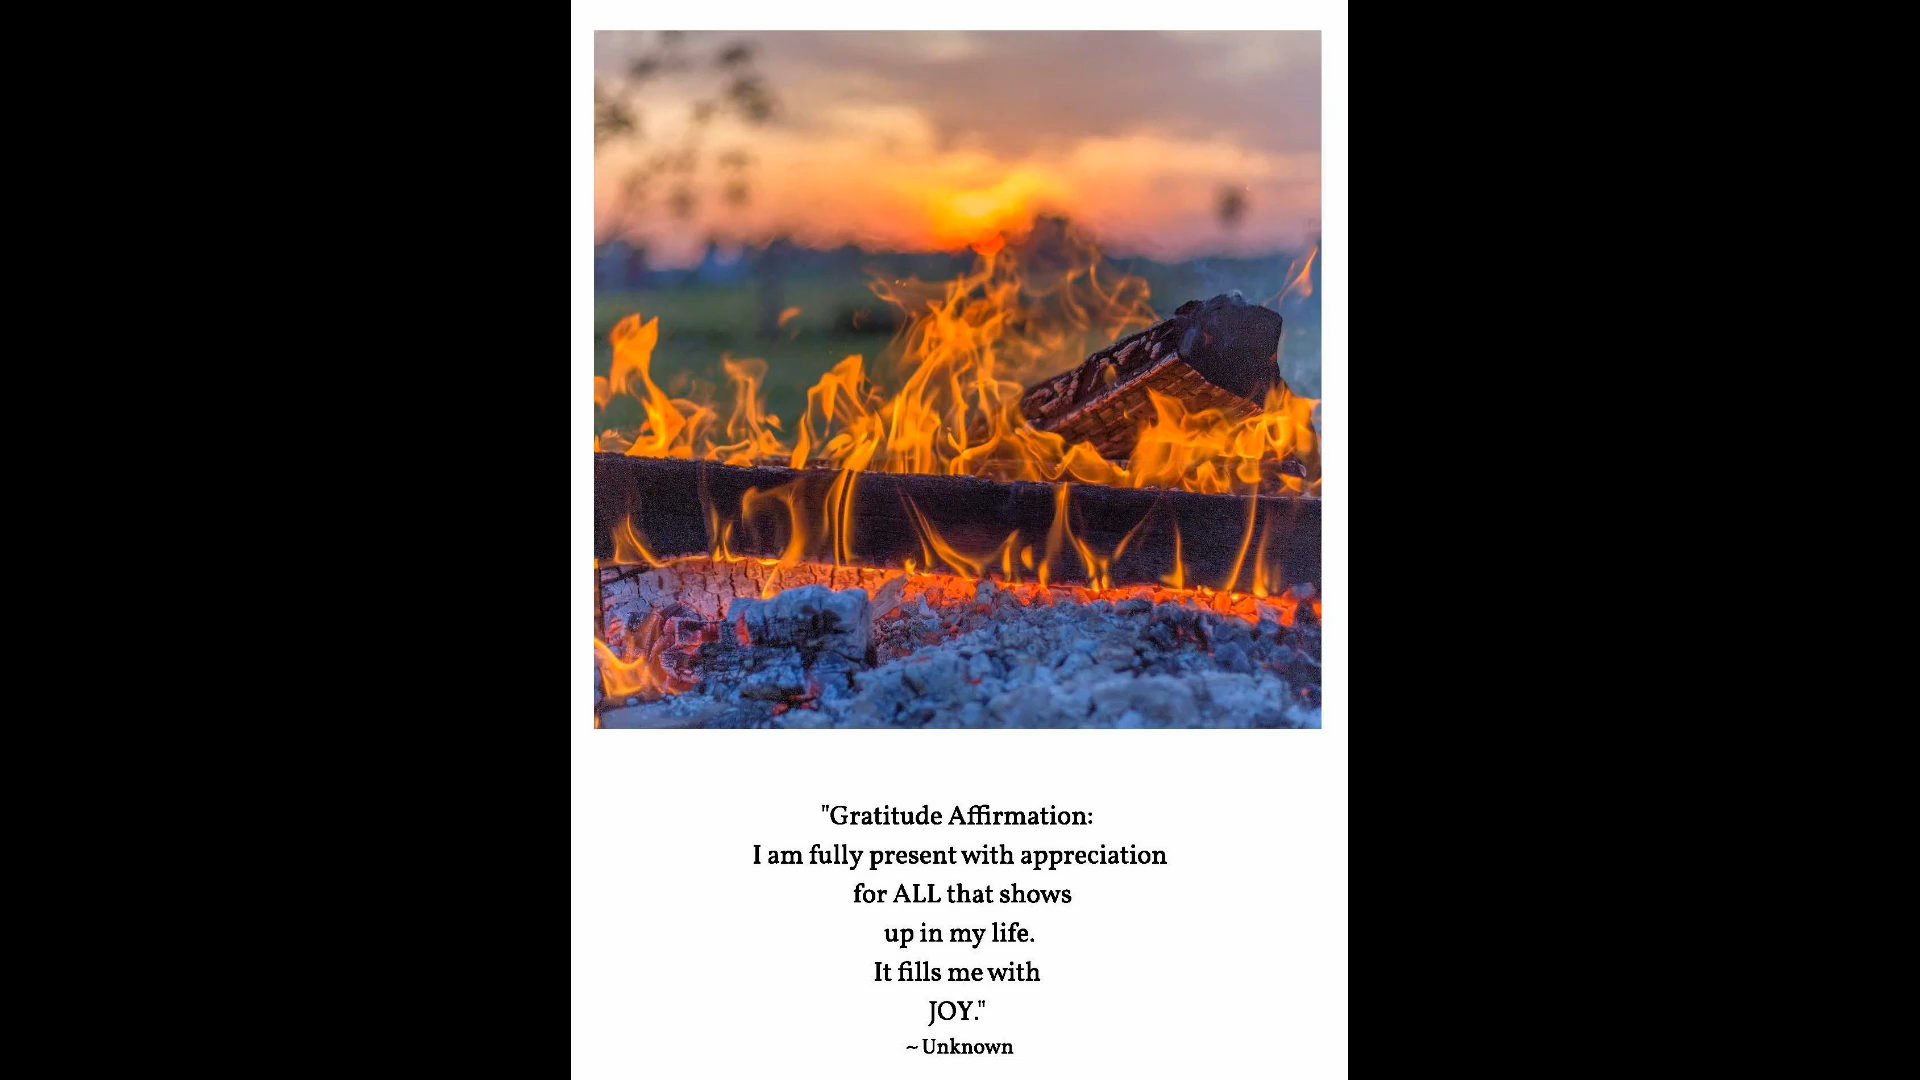 "Gratitude Affirmation:
I am fully present with appreciation
for ALL that shows
up in my life.
It fills me with
JOY."
~ Unknown